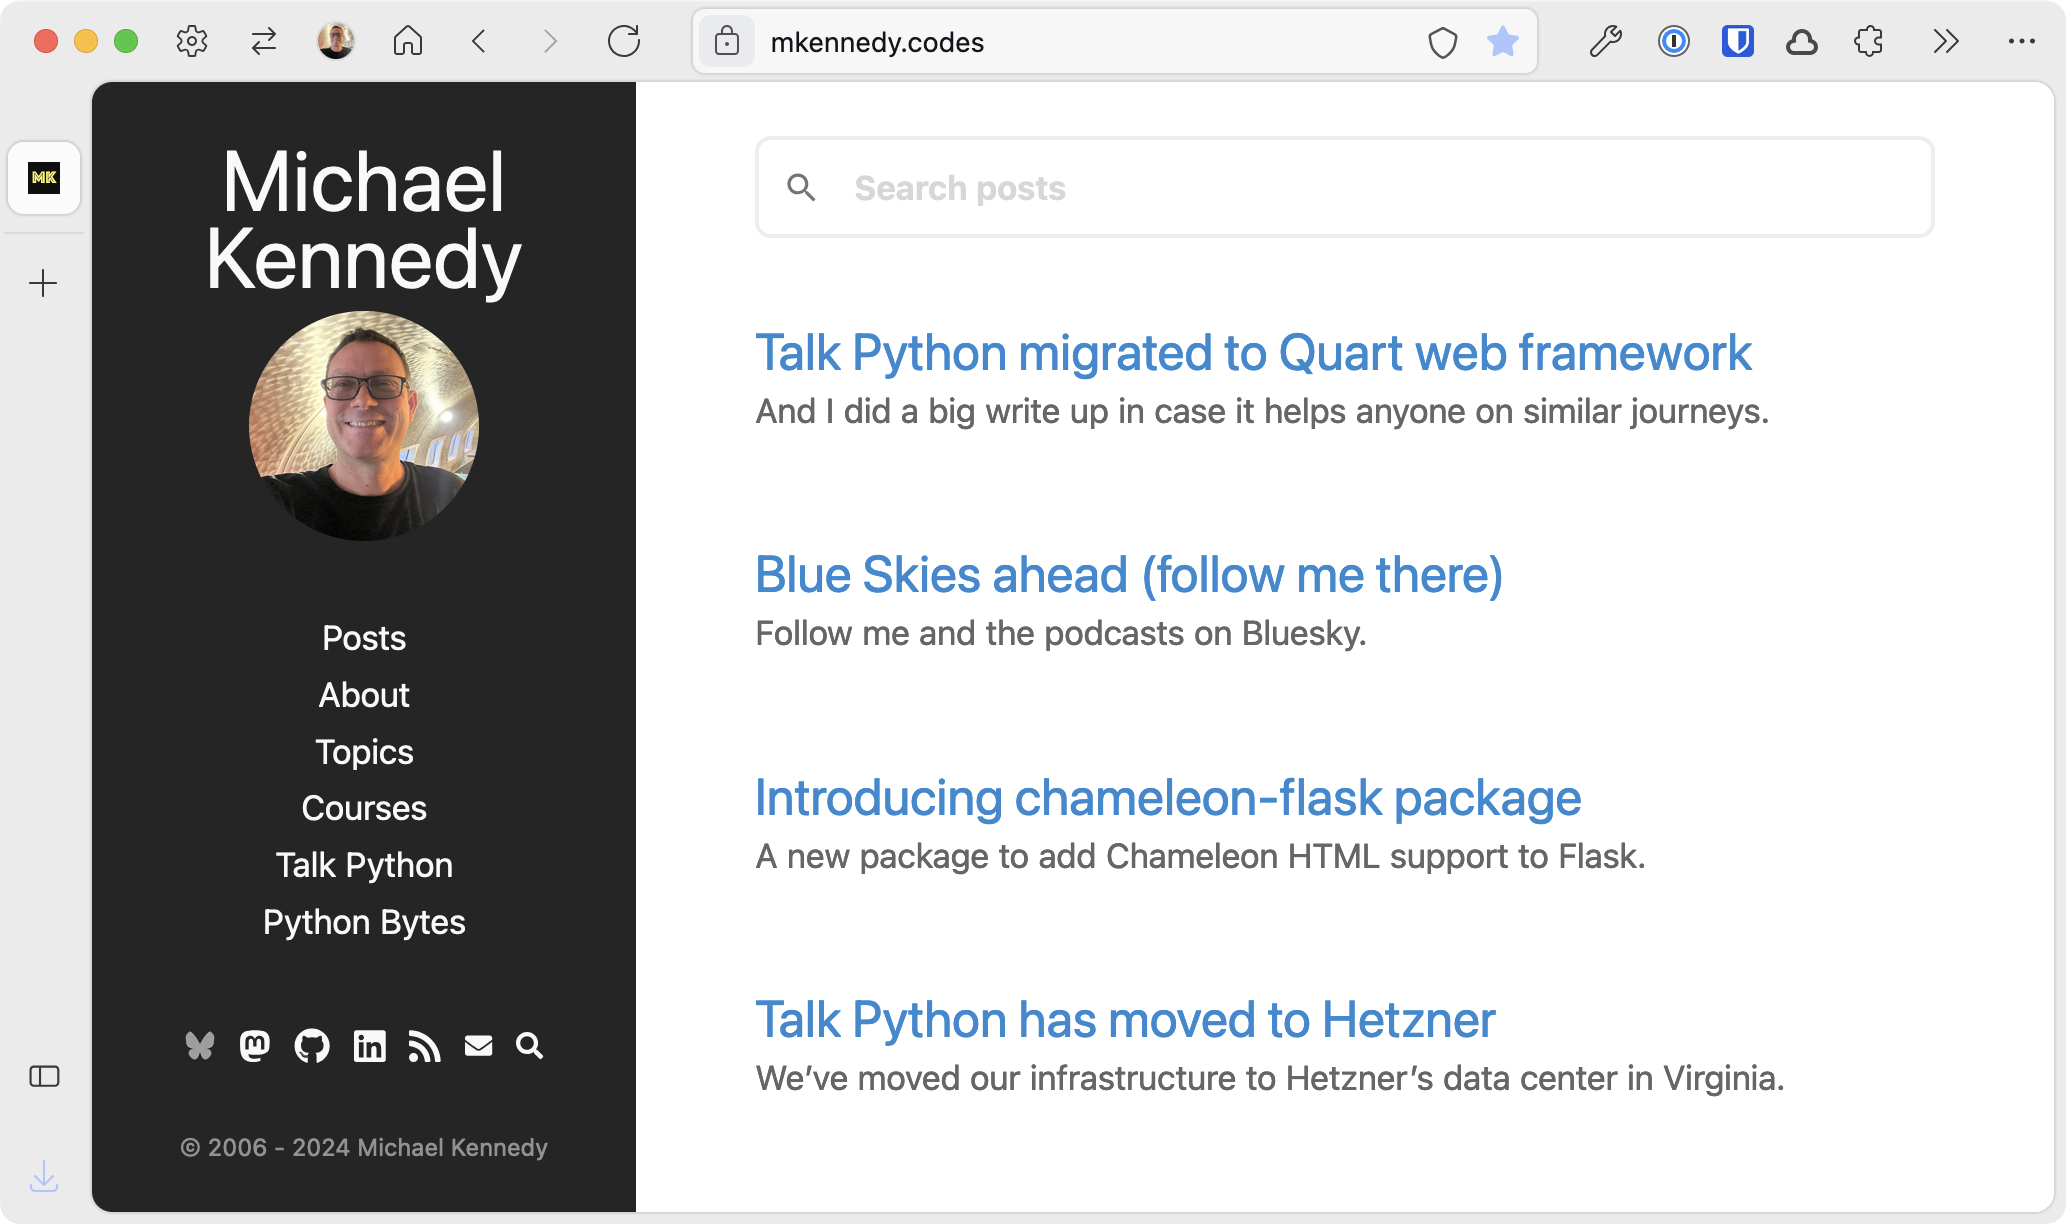 mkennedy.codes
MK
Michael
Kennedy
Posts
About
Topics
Courses
Talk Python
Python Bytes
© 2006 - 2024 Michael Kennedy
Search posts
Talk Python migrated to Quart web framework
And I did a big write up in case it helps anyone on similar journeys.
Blue Skies ahead (follow me there)
Follow me and the podcasts on Bluesky.
Introducing chameleon-flask package
A new package to add Chameleon HTML support to Flask.
Talk Python has moved to Hetzner
We’ve moved our infrastructure to Hetzner’s data center in Virginia.